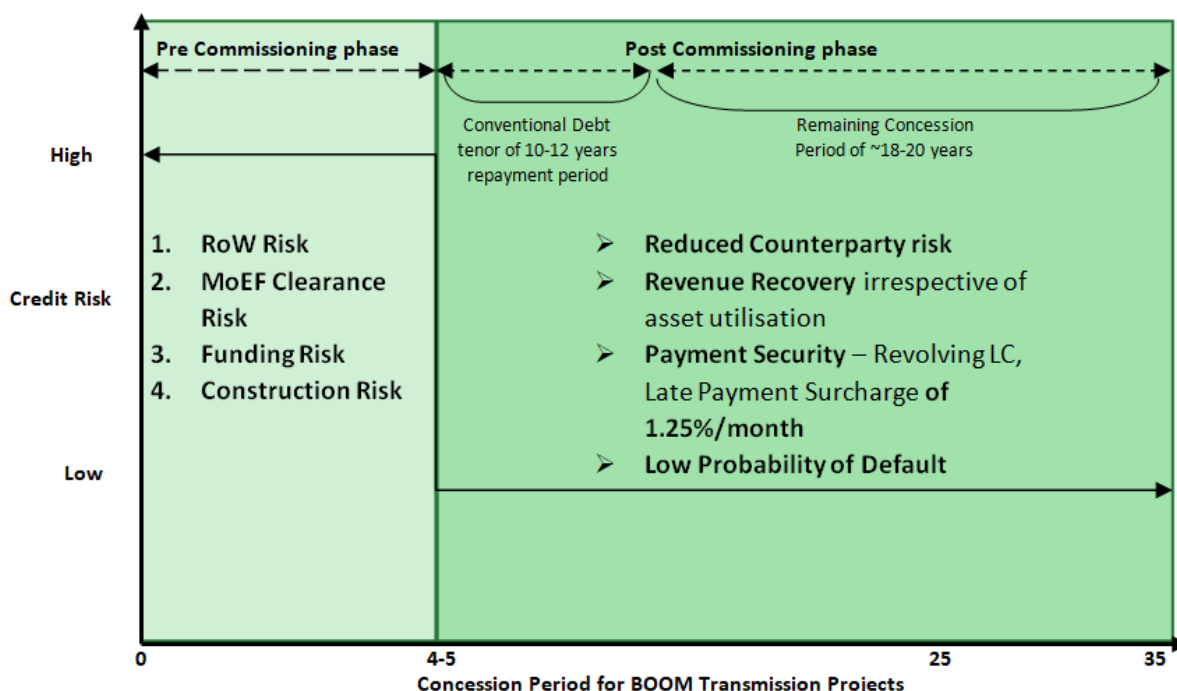 Pre Commissioning phase
Post Commissioning phase
Conventional Debt
tenor of 10-12 years
repayment period
Remaining Concession
Period of ~18-20 years
High
Credit Risk
Low
1. RoW Risk
2. MoEF Clearance
Risk
3. Funding Risk
4. Construction Risk
➢ Reduced Counterparty risk
➢ Revenue Recovery irrespective of
asset utilisation
➢ Payment Security – Revolving LC,
Late Payment Surcharge of
1.25%/month
➢ Low Probability of Default
0
4-5
25
35
Concession Period for BOOM Transmission Projects